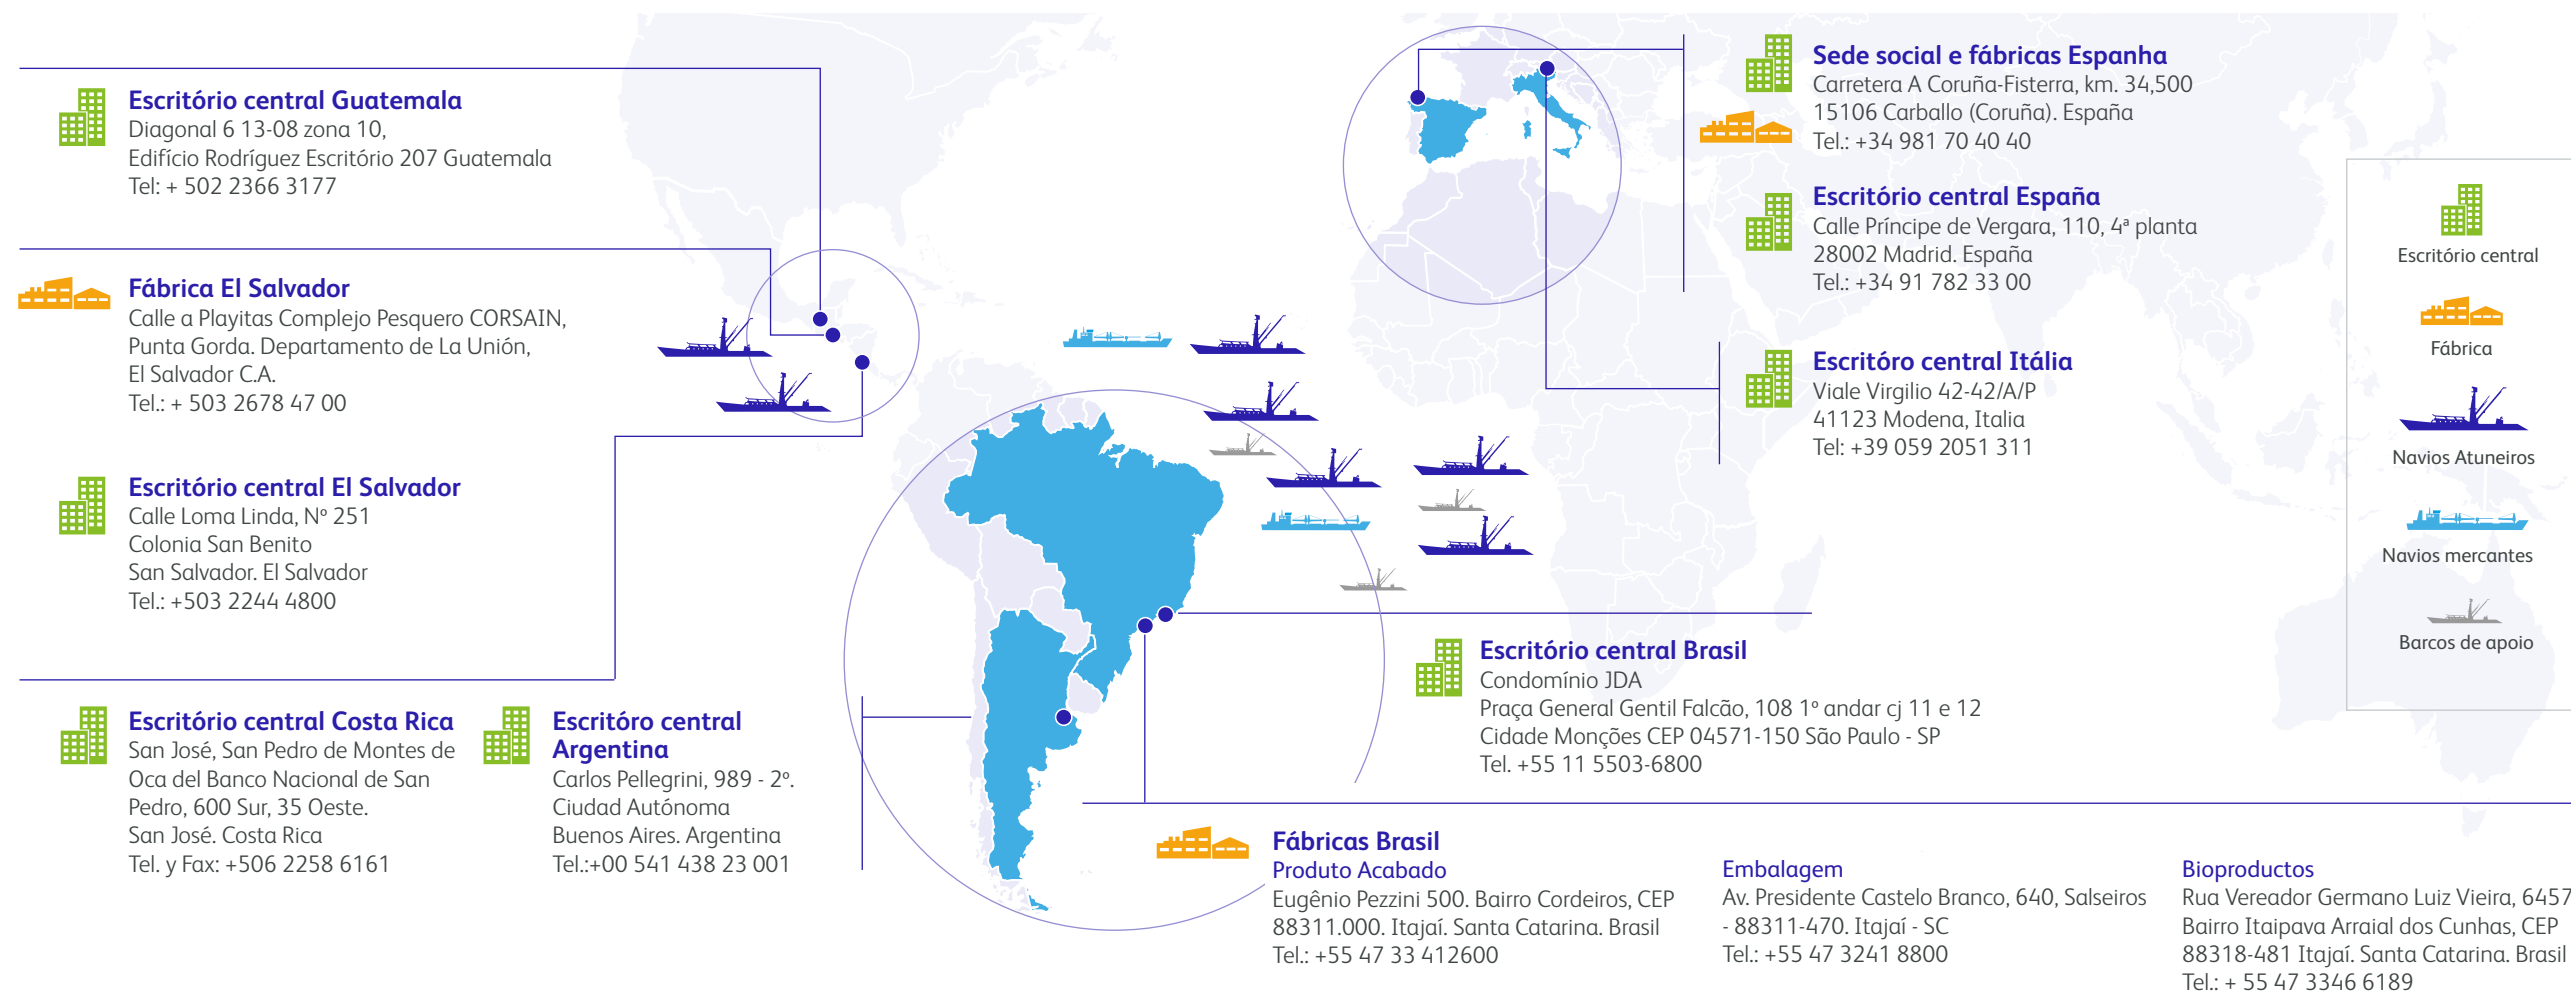 Escritório central Guatemala
Diagonal 6 13-08 zona 10,
Edifício Rodríguez Escritório 207 Guatemala
Tel: + 502 2366 3177
Fábrica El Salvador
Calle a Playitas Complejo Pesquero CORSAIN,
Punta Gorda. Departamento de La Unión,
El Salvador C.A.
Tel.: + 503 2678 47 00
Escritório central El Salvador
Calle Loma Linda, Nº 251
Colonia San Benito
San Salvador. El Salvador
Tel.: +503 2244 4800
Escritório central Costa Rica
San José, San Pedro de Montes de
Oca del Banco Nacional de San
Pedro, 600 Sur, 35 Oeste.
San José. Costa Rica
Tel. y Fax: +506 2258 6161
Escritóro central
Argentina
Carlos Pellegrini, 989 - 2º.
Ciudad Autónoma
Buenos Aires. Argentina
Tel.:+00 541 438 23 001
Sede social e fábricas Espanha
Carretera A Coruña-Fisterra, km. 34,500
15106 Carballo (Coruña). España
Tel.: +34 981 70 40 40
Escritório central España
Calle Príncipe de Vergara, 110, 4ª planta
28002 Madrid. España
Tel.: +34 91 782 33 00
Escritóro central Itália
Viale Virgilio 42-42/A/P
41123 Modena, Italia
Tel: +39 059 2051 311
Escritório central
Fábrica
Navios Atuneiros
Navios mercantes
Barcos de apoio
Escritório central Brasil
Condomínio JDA
Praça General Gentil Falcão, 108 1º andar cj 11 e 12
Cidade Monções CEP 04571-150 São Paulo - SP
Tel. +55 11 5503-6800
Fábricas Brasil
Produto Acabado
Eugênio Pezzini 500. Bairro Cordeiros, CEP
88311.000. Itajaí. Santa Catarina. Brasil
Tel.: +55 47 33 412600
Embalagem
Av. Presidente Castelo Branco, 640, Salseiros
- 88311-470. Itajaí - SC
Tel.: +55 47 3241 8800
Bioproductos
Rua Vereador Germano Luiz Vieira, 6457
Bairro Itaipava Arraial dos Cunhas, CEP
88318-481 Itajaí. Santa Catarina. Brasil
Tel.: + 55 47 3346 6189